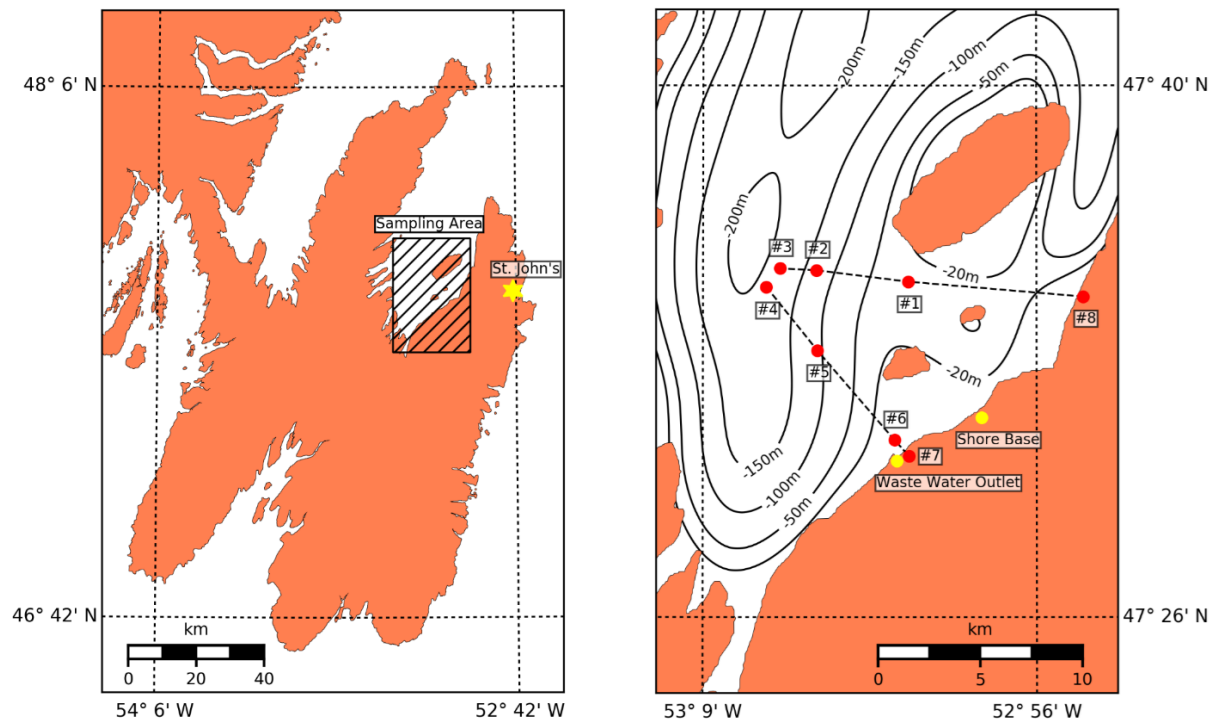 48° 6' N
46° 42' N
54° 6' W
52° 42' W
Sampling Area
St. John's
km
0 20 40
-200m
-150m
-100m
-50m
47° 40' N
-200m
#3
#2
#4
#1
-20m
#8
#5
-20m
#6
Shore Base
#7
-150m
Waste Water Outlet
-100m
-50m
47° 26' N
km
0 5 10
53° 9' W
52° 56' W